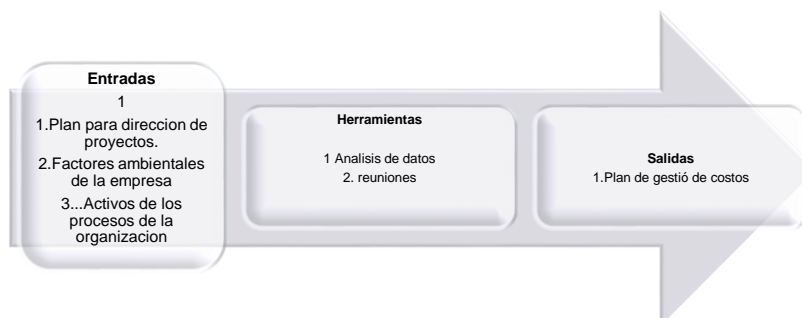 Entradas
1
1.Plan para direccion de
proyectos.
2.Factores ambientales
de la empresa
3...Activos de los
procesos de la
organizacion
Herramientas
1 Analisis de datos
2. reuniones
Salidas
1.Plan de gestió de costos